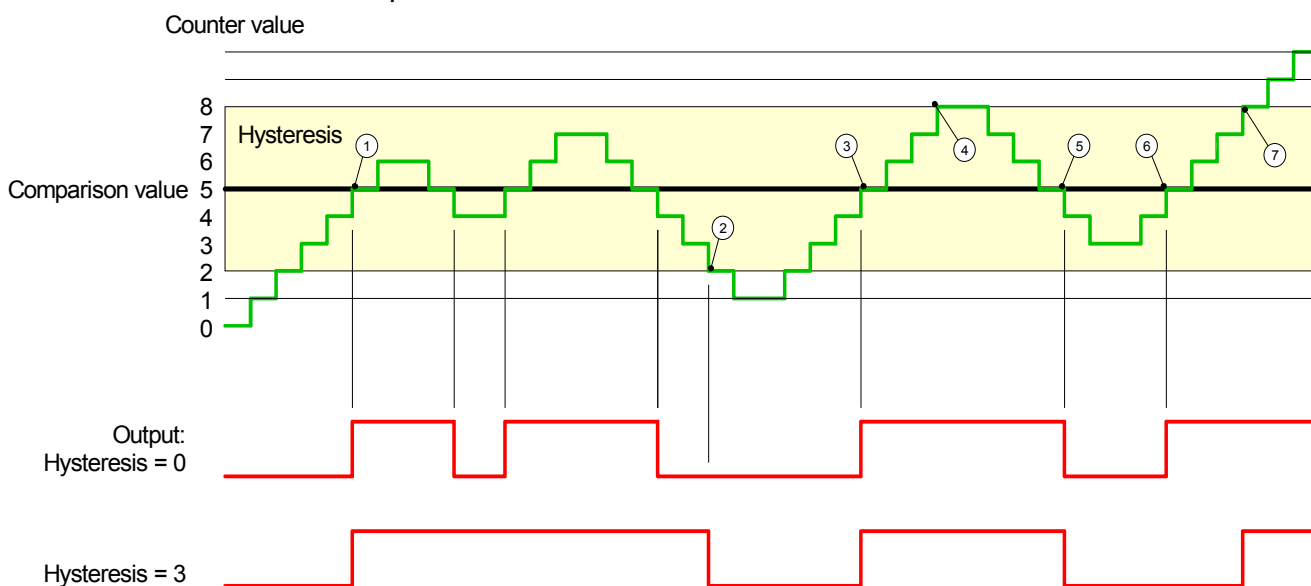 Counter value
8
7
Hysteresis
1
3
4
5
6
7
6
Comparison value 5
4
3
2
2
1
0
Output:
Hysteresis = 0
Hysteresis = 3